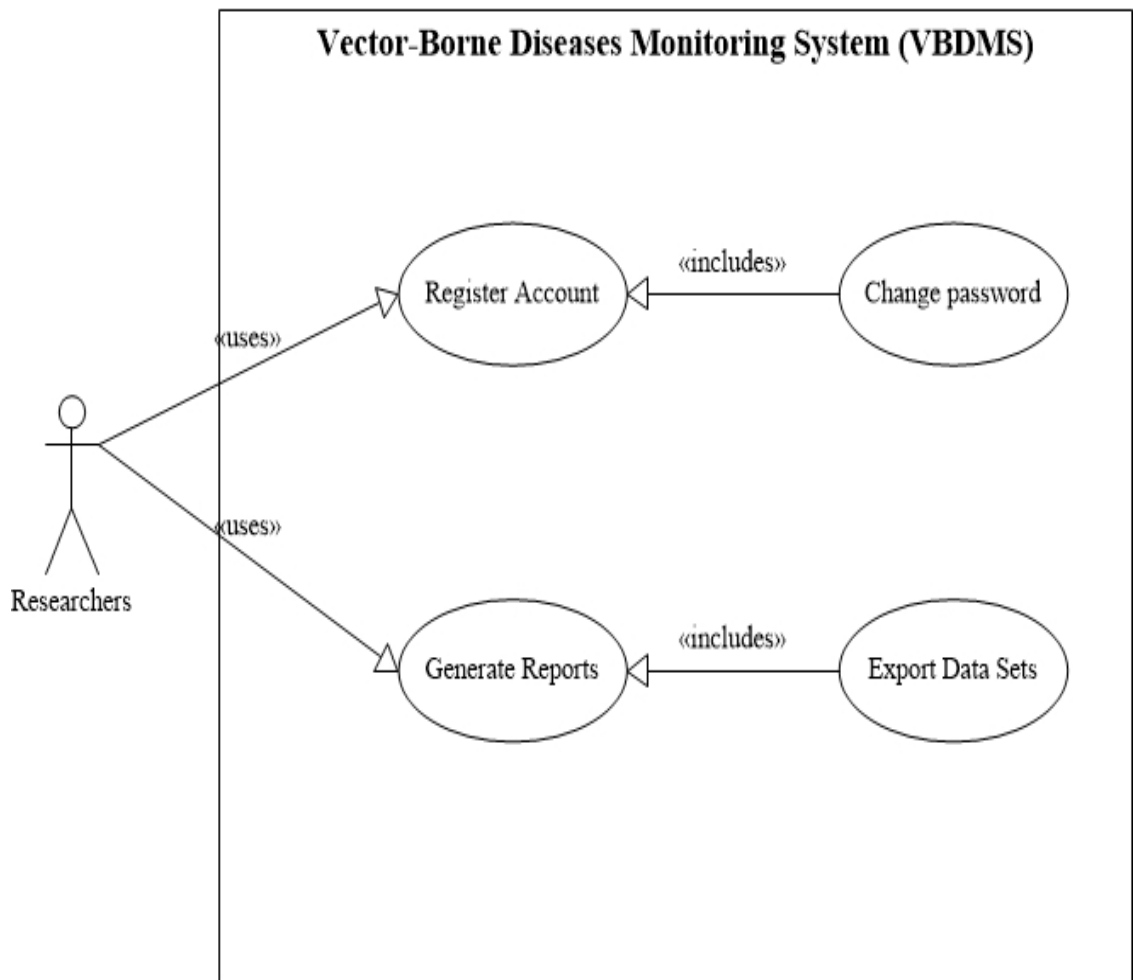 Vector-Borne Diseases Monitoring System (VBDMS)
«includes»
Register Account
Change password
«uses»
«uses»
Researchers
«includes»
Generate Reports
Export Data Sets